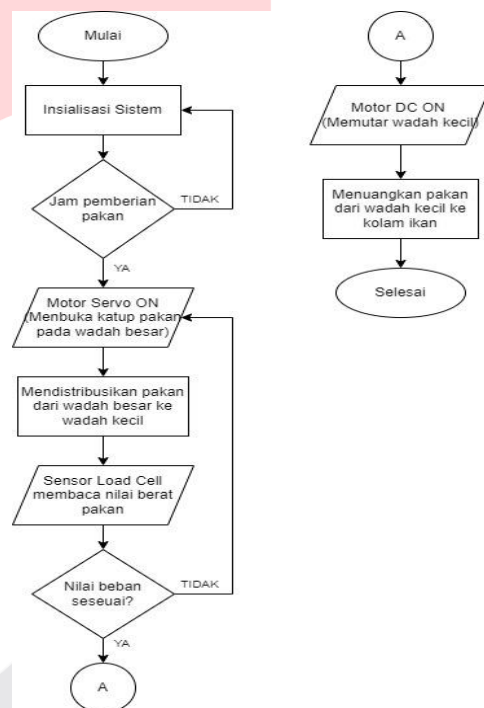 Mulai
Insialisasi Sistem
Jam pemberian
pakan
TIDAK
YA
Motor Servo ON
(Menbuka katup pakan
pada wadah besar)
Mendistribusikan pakan
dari wadah besar ke
wadah kecil
Sensor Load Cell
membaca nilai berat
pakan
Nilai beban
seseuai?
TIDAK
YA
A
A
Motor DC ON
(Memutar wadah kecil)
Menuangkan pakan
dari wadah kecil ke
kolam ikan
Selesai